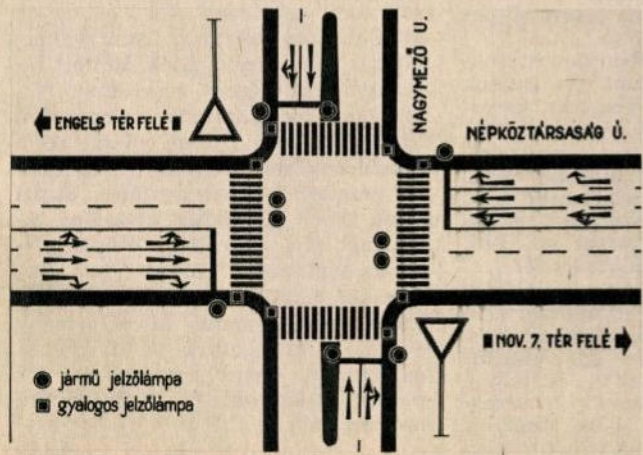 NAGYMEZŐ U.
ENGELS TÉR FELÉ
NÉPKÖZTÁRSASÁG Ú.
NOV. 7. TÉR FELÉ
jármű jelzőlámpa
gyalogos jelzőlámpa